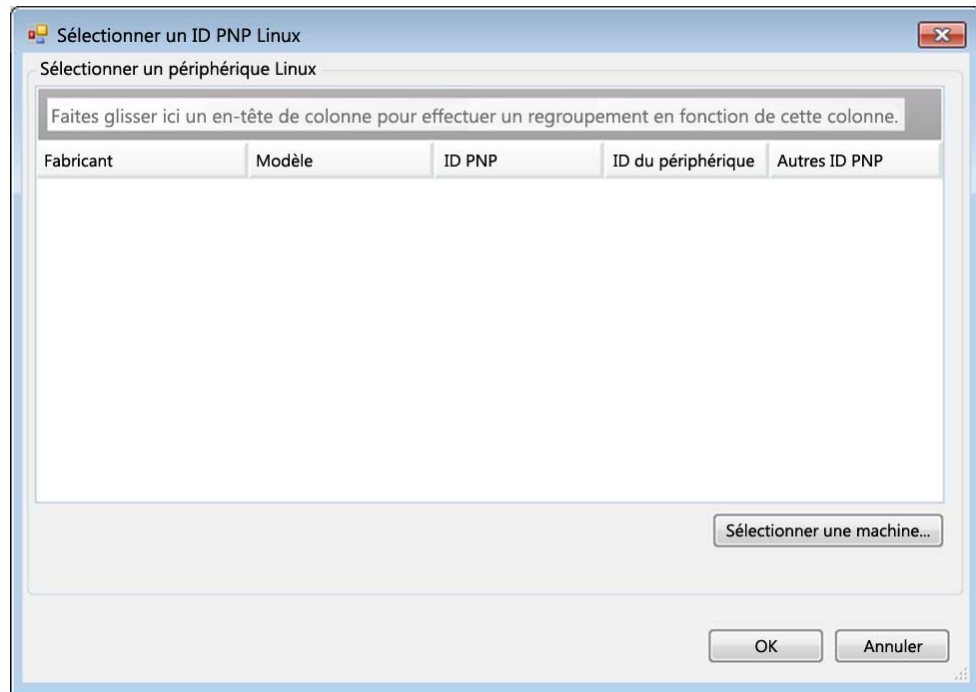 Sélectionner un ID PNP Linux
Sélectionner un périphérique Linux
Faites glisser ici un en-tête de colonne pour effectuer un regroupement en fonction de cette colonne.
Fabricant Modèle ID PNP ID du périphérique Autres ID PNP
Sélectionner une machine...
OK Annuler